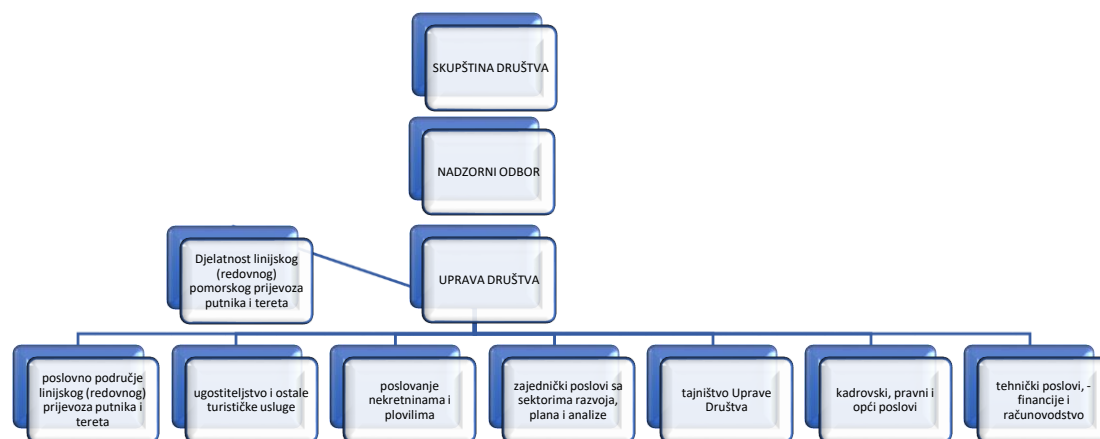 SKUPŠTINA DRUŠTVA
NADZORNI ODBOR
Djelatnost linijskog
(redovnog)
pomorskog prijevoza
putnika i tereta
UPRAVA DRUŠTVA
poslovno područje
linijskog (redovnog)
prijevoza putnika i
tereta
ugostiteljstvo i ostale
turističke usluge
poslovanje
nekretninama i
plovilima
zajednički poslovi sa
sektorima razvoja,
plana i analize
tajništvo Uprave
Društva
kadrovski, pravni i
opći poslovi
tehnički poslovi, -
financije i
računovodstvo